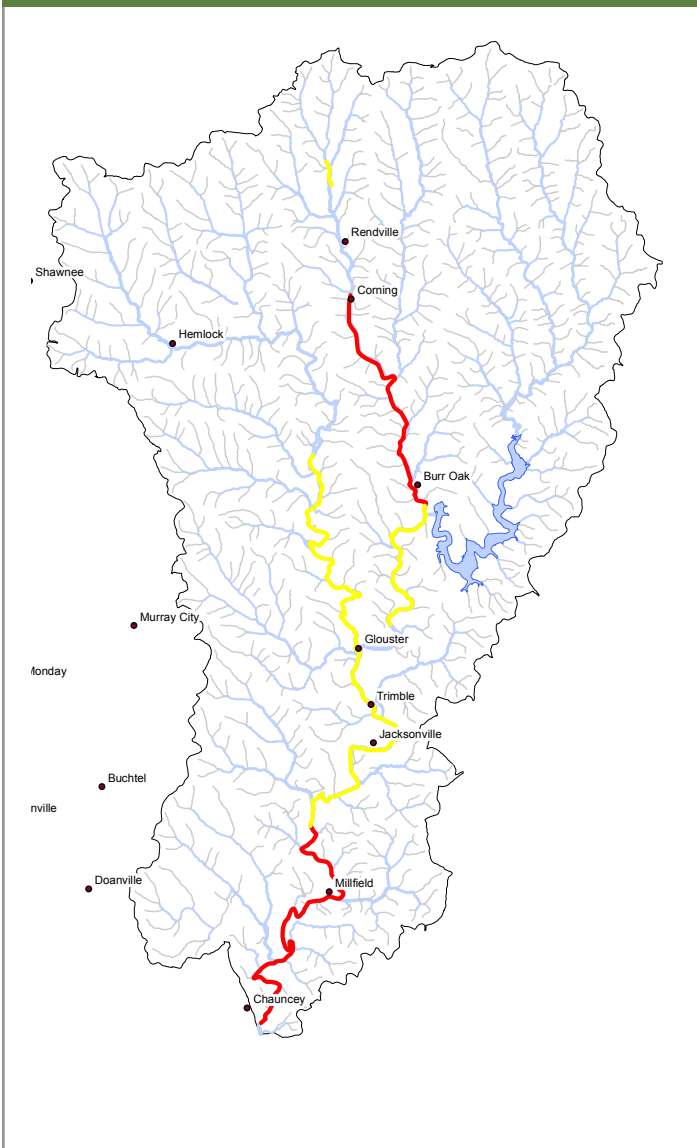 Rendville
Shawnee
Corning
Hemlock
Burr Oak
Murray City
Glouster
Monday
Trimble
Jacksonville
Buchtel
nville
Doanville
Millfield
Chauncey